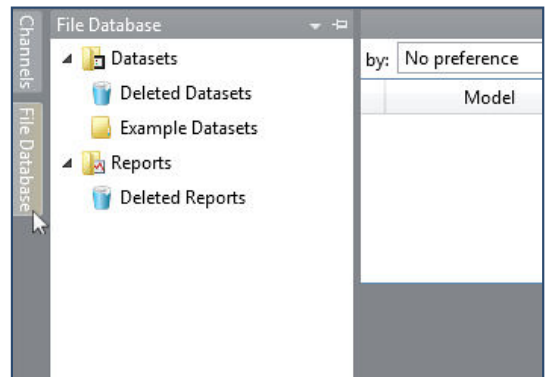 Channels
File Database
File Database
Datasets
Deleted Datasets
Example Datasets
Reports
Deleted Reports
by: No preference
Model